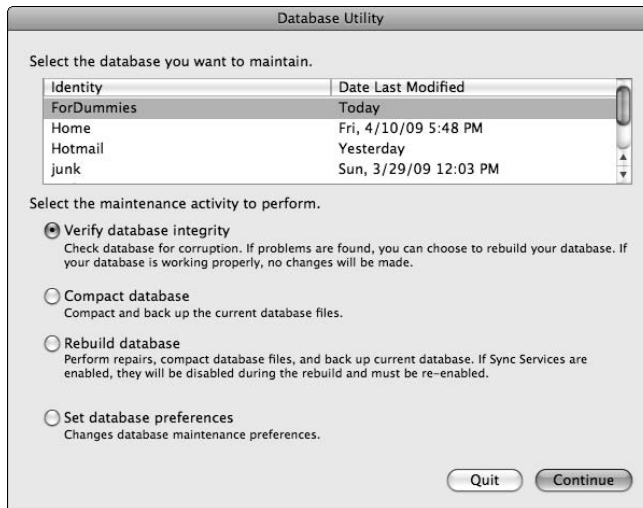 Database Utility
Select the database you want to maintain.
Identity Date Last Modified
ForDummies Today
Home Fri, 4/10/09 5:48 PM
Hotmail Yesterday
junk Sun, 3/29/09 12:03 PM
Select the maintenance activity to perform.
Verify database integrity
Check database for corruption. If problems are found, you can choose to rebuild your database. If
your database is working properly, no changes will be made.
Compact database
Compact and back up the current database files.
Rebuild database
Perform repairs, compact database files, and back up current database. If Sync Services are
enabled, they will be disabled during the rebuild and must be re-enabled.
Set database preferences
Changes database maintenance preferences.
Quit Continue